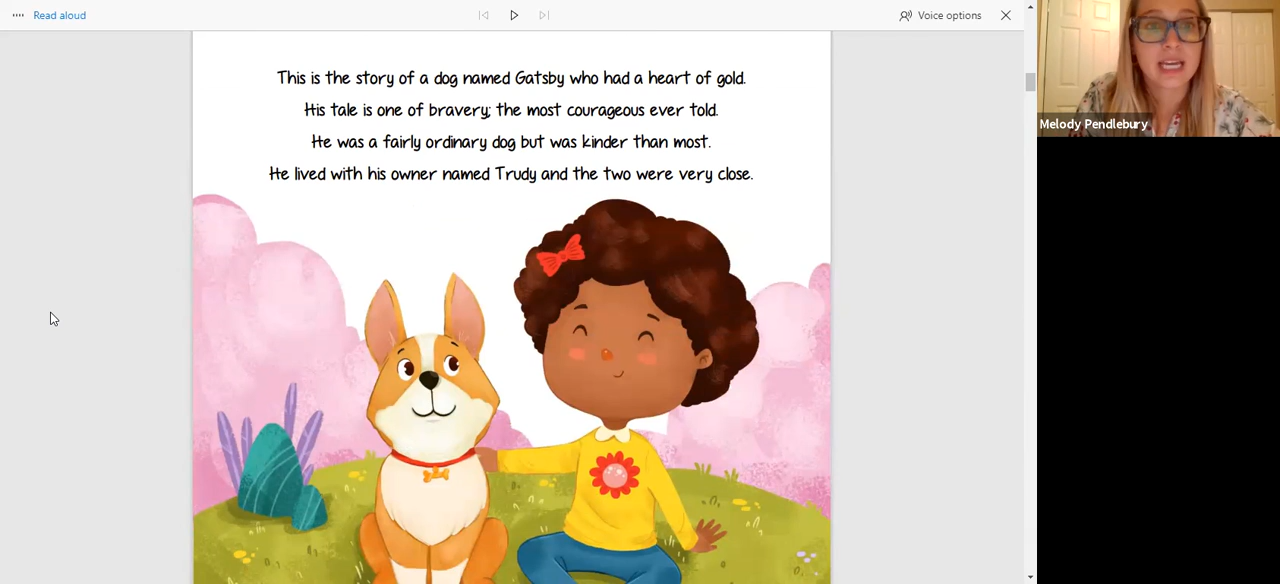 Read aloud
Voice options
This is the story of a dog named Gatsby who had a heart of gold.
His tale is one of bravery; the most courageous ever told.
He was a fairly ordinary dog but was kinder than most.
He lived with his owner named Trudy and the two were very close.
Melody Pendlebury